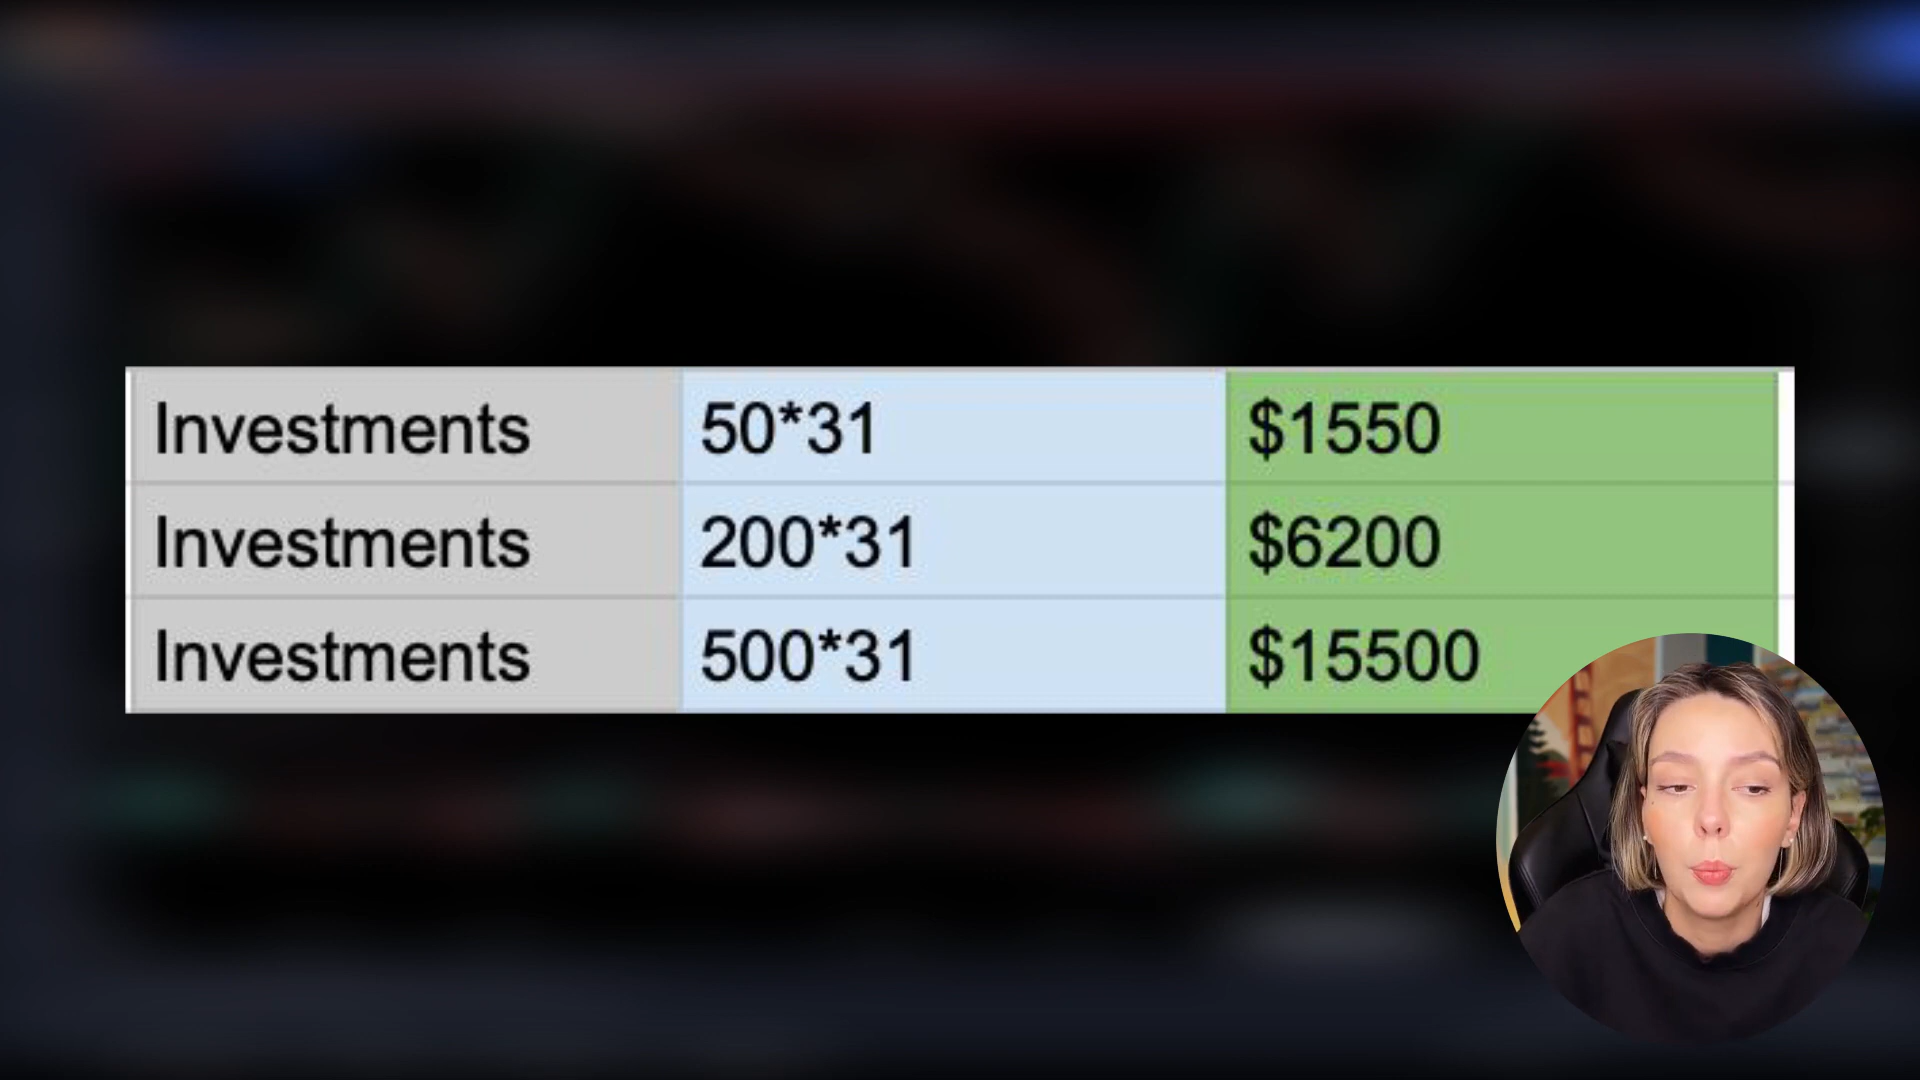 Investments 50*31 $1550
Investments 200*31 $6200
Investments 500*31 $15500